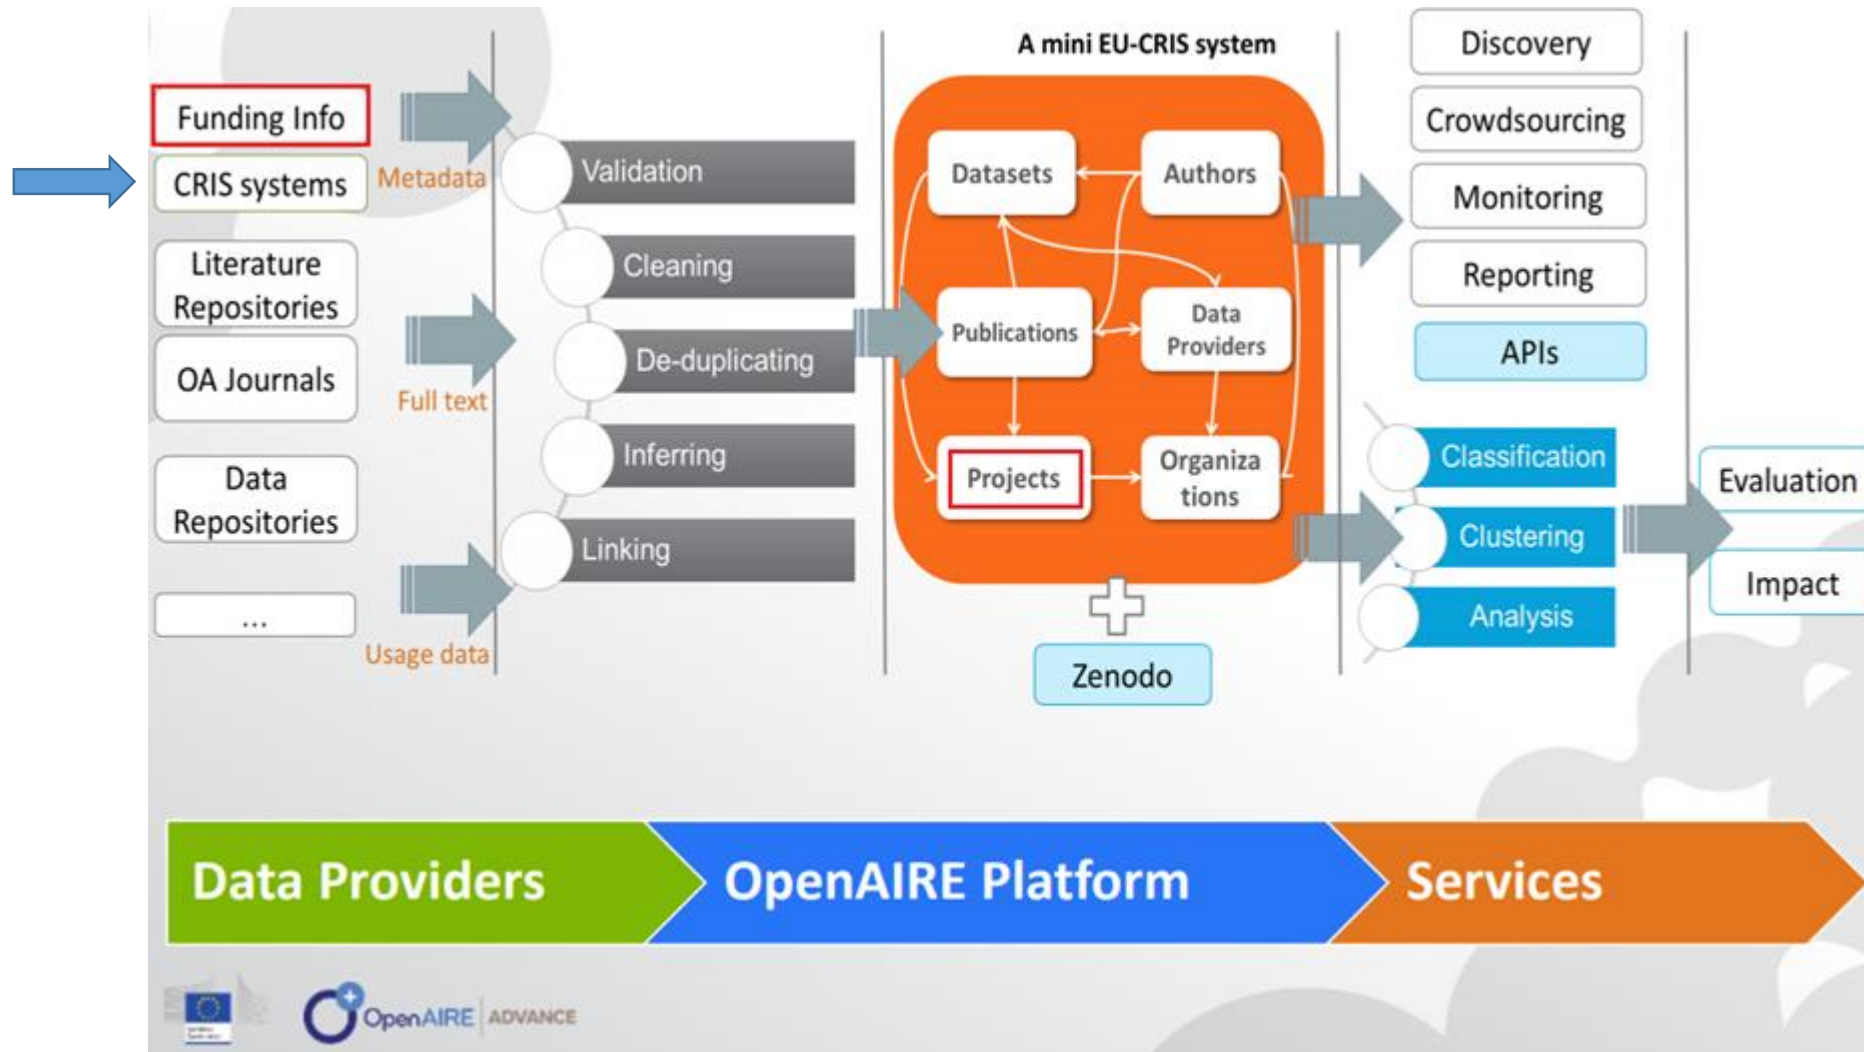 A mini EU-CRIS system
Funding Info
CRIS systems
Literature
Repositories
OA Journals
Data
Repositories
...
Metadata
Full text
Usage data
Validation
Cleaning
De-duplicating
Inferring
Linking
Datasets
Authors
Publications
Data
Providers
Projects
Organiza
tions
Zenodo
Discovery
Crowdsourcing
Monitoring
Reporting
APIs
Classification
Clustering
Analysis
Evaluation
Impact
Data Providers
OpenAIRE Platform
Services
OpenAIRE ADVANCE